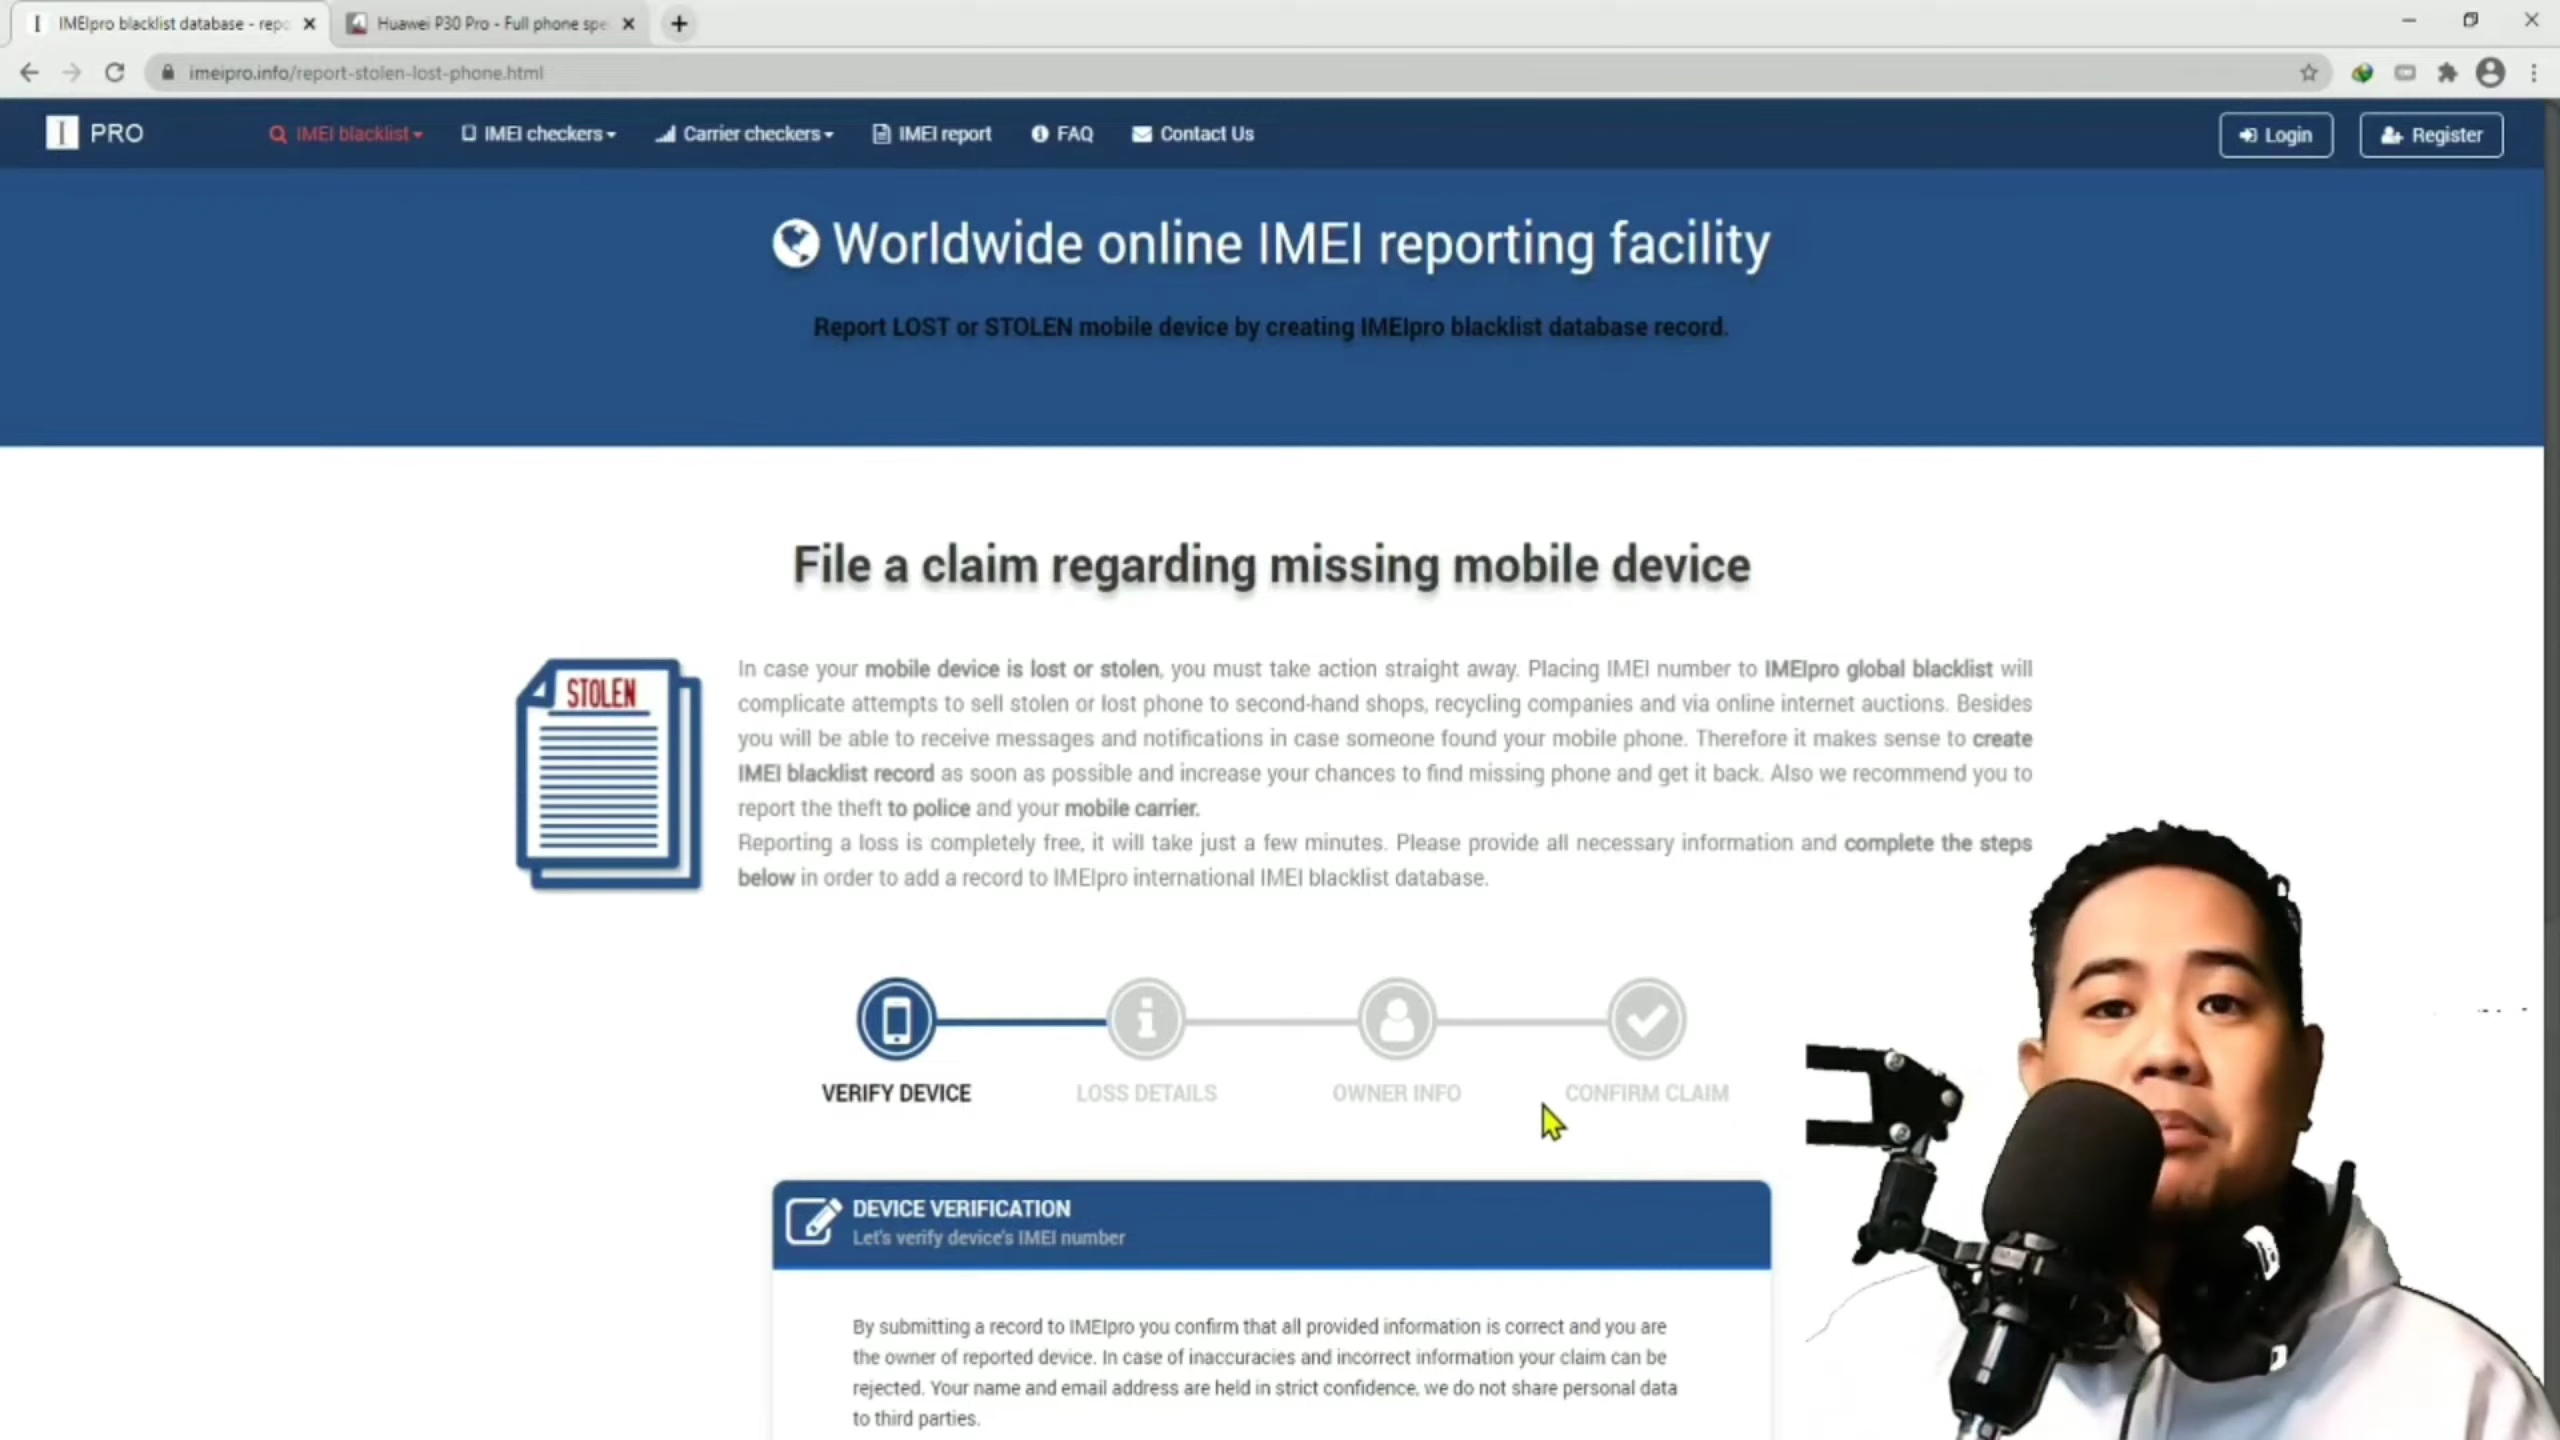 IMEIpro blacklist database - repo
Huawei P30 Pro - Full phone spe
imeipro.info/report-stolen-lost-phone.html
I PRO
IMEI blacklist
IMEI checkers
Carrier checkers
IMEI report
FAQ
Contact Us
Login
Register
Worldwide online IMEI reporting facility
Report LOST or STOLEN mobile device by creating IMEIpro blacklist database record.
File a claim regarding missing mobile device
STOLEN
In case your mobile device is lost or stolen, you must take action straight away. Placing IMEI number to IMEIpro global blacklist will
complicate attempts to sell stolen or lost phone to second-hand shops, recycling companies and via online internet auctions. Besides
you will be able to receive messages and notifications in case someone found your mobile phone. Therefore it makes sense to create
IMEI blacklist record as soon as possible and increase your chances to find missing phone and get it back. Also we recommend you to
report the theft to police and your mobile carrier.
Reporting a loss is completely free, it will take just a few minutes. Please provide all necessary information and complete the steps
below in order to add a record to IMEIpro international IMEI blacklist database.
VERIFY DEVICE
LOSS DETAILS
OWNER INFO
CONFIRM CLAIM
DEVICE VERIFICATION
Let's verify device's IMEI number
By submitting a record to IMEIpro you confirm that all provided information is correct and you are
the owner of reported device. In case of inaccuracies and incorrect information your claim can be
rejected. Your name and email address are held in strict confidence, we do not share personal data
to third parties.